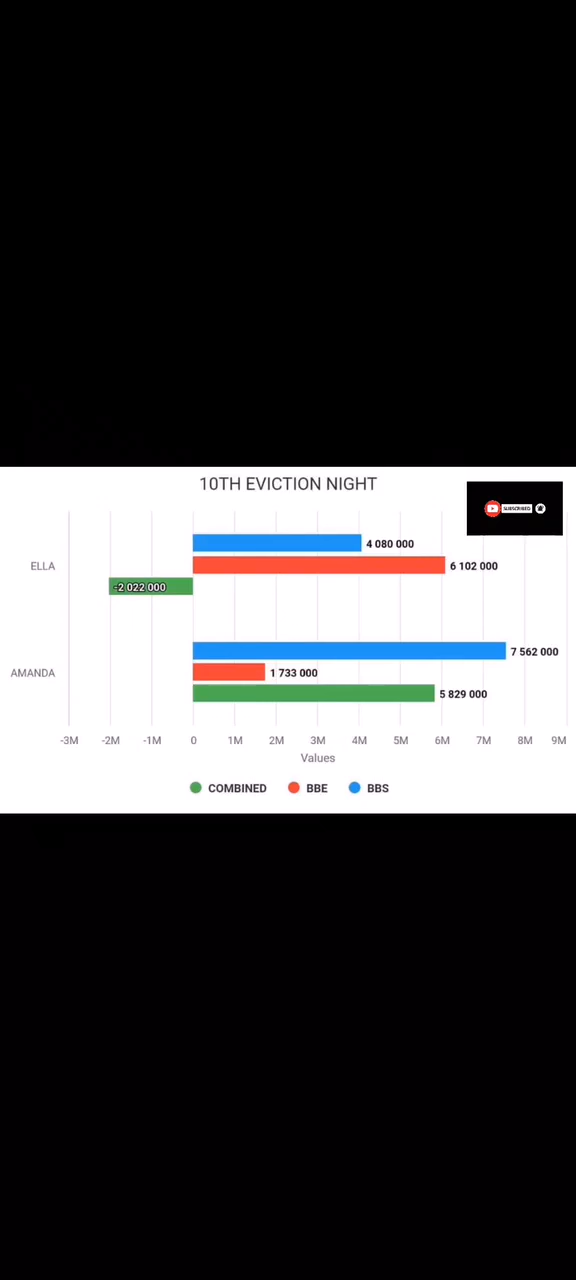 10TH EVICTION NIGHT
SUBSCRIBED
4 080 000
ELLA
6 102 000
-2 022 000
7 562 000
AMANDA
1 733 000
5 829 000
-3M -2M -1M 0 1M 2M 3M 4M 5M 6M 7M 8M 9M
Values
COMBINED BBE BBS